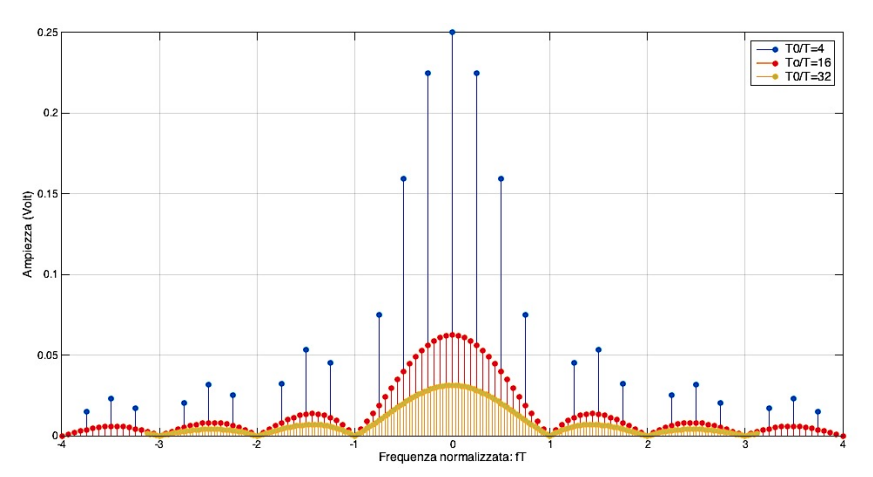 0.25
0.2
0.15
0.1
0.05
0
Ampiezza (Volt)
T0/T=4
To/T=16
T0/T=32
-4 -3 -2 -1 0 1 2 3 4
Frequenza normalizzata: fT